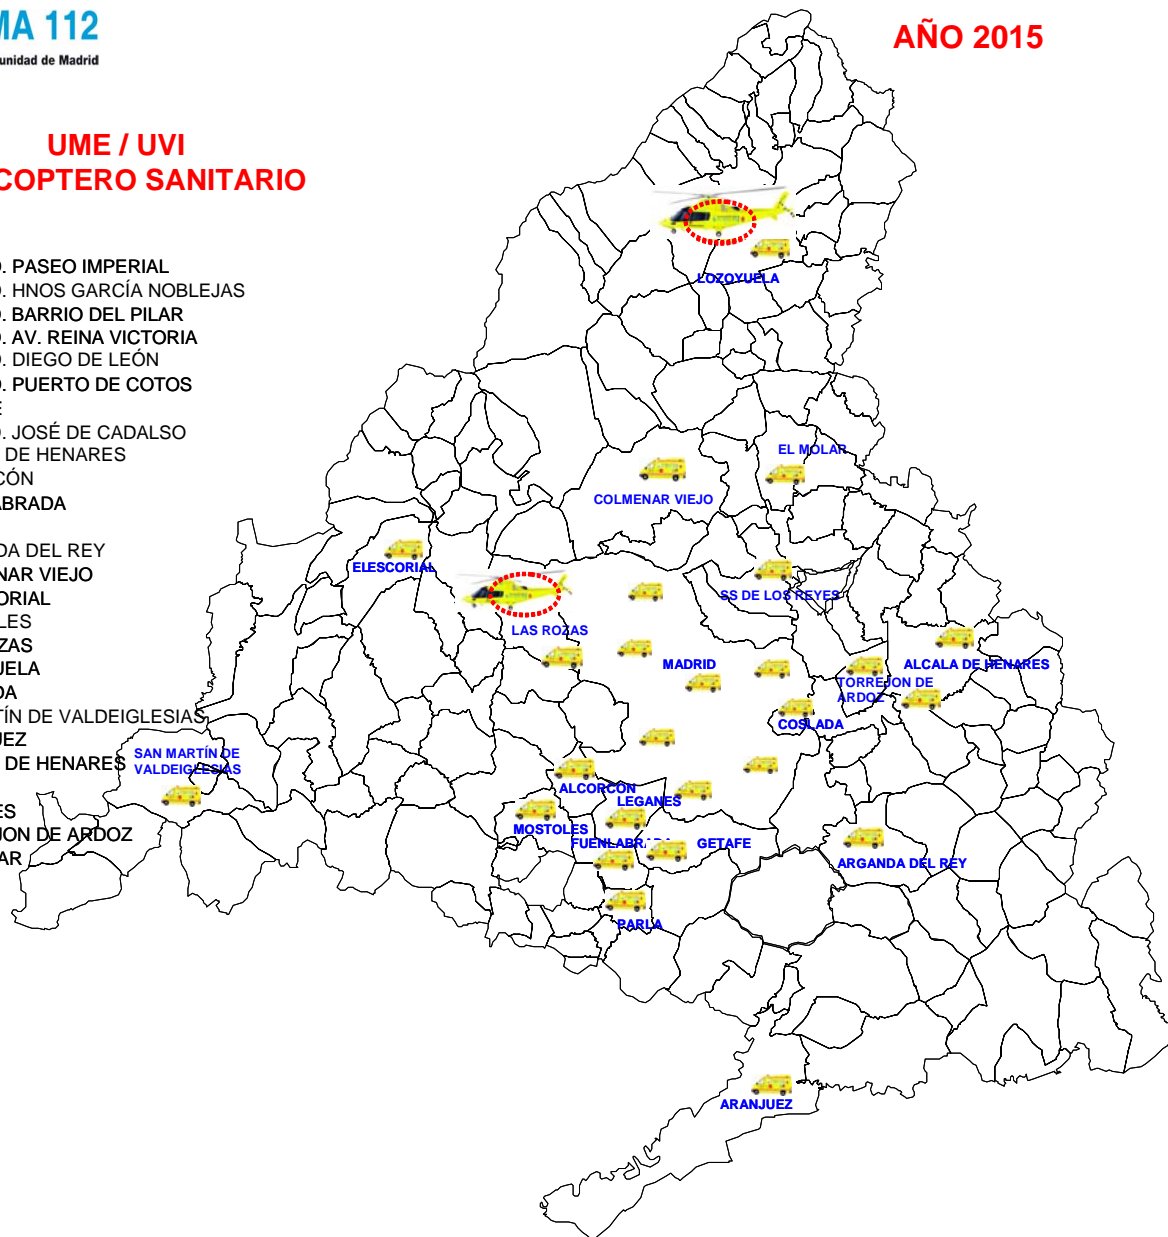 MA 112
unidad de Madrid
AÑO 2015
UME / UVI
COPTERO SANITARIO
O. PASEO IMPERIAL
O. HNOS GARCÍA NOBLEJAS
O. BARRIO DEL PILAR
O. AV. REINA VICTORIA
O. DIEGO DE LEÓN
O. PUERTO DE COTOS
E
O. JOSÉ DE CADALSO
DE HENARES
CÓN
ABRADA
DA DEL REY
NAR VIEJO
ORIAL
LES
ZAS
UELA
DA
TÍN DE VALDEIGLESIAS
UEZ
DE HENARES
ES
JON DE ARDOZ
AR
LOZOYUELA
EL MOLAR
COLMENAR VIEJO
ELESCORIAL
SS DE LOS REYES
LAS ROZAS
MADRID
ALCALA DE HENARES
TORREJON DE
ARDOZ
COSLADA
SAN MARTÍN DE
VALDEIGLESIAS
ALCORCON
LEGANES
MOSTOLES
FUENLABRADA
GETAFE
ARGANDA DEL REY
PARLA
ARANJUEZ